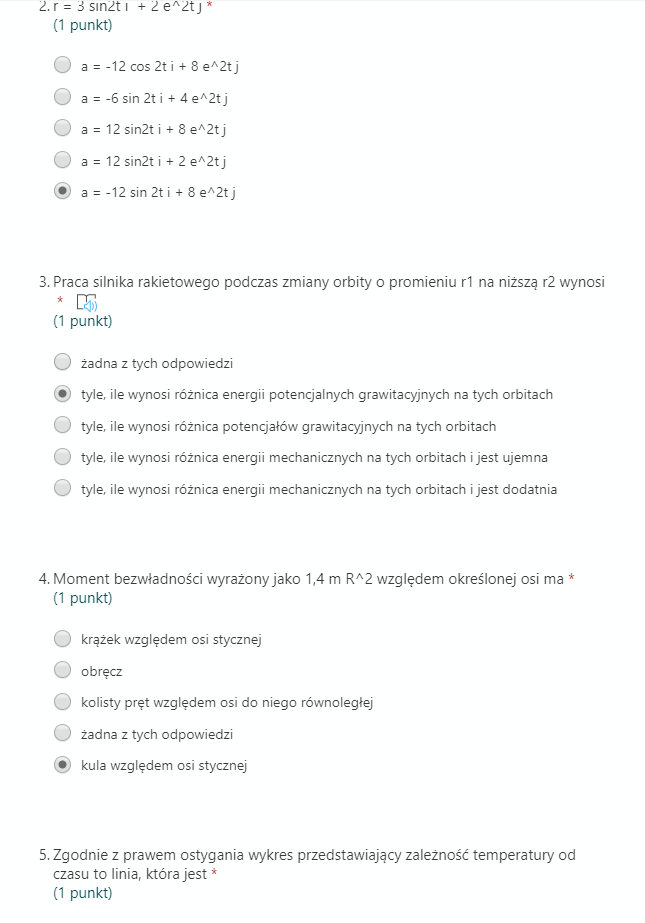 2. r = 3 sin2t i + 2 e^2t j *
(1 punkt)
a = -12 cos 2t i + 8 e^2t j
a = -6 sin 2t i + 4 e^2t j
a = 12 sin2t i + 8 e^2t j
a = 12 sin2t i + 2 e^2t j
a = -12 sin 2t i + 8 e^2t j
3. Praca silnika rakietowego podczas zmiany orbity o promieniu r1 na niższą r2 wynosi
*
(1 punkt)
żadna z tych odpowiedzi
tyle, ile wynosi różnica energii potencjalnych grawitacyjnych na tych orbitach
tyle, ile wynosi różnica potencjałów grawitacyjnych na tych orbitach
tyle, ile wynosi różnica energii mechanicznych na tych orbitach i jest ujemna
tyle, ile wynosi różnica energii mechanicznych na tych orbitach i jest dodatnia
4. Moment bezwładności wyrażony jako 1,4 m R^2 względem określonej osi ma *
(1 punkt)
krążek względem osi stycznej
obręcz
kolisty pręt względem osi do niego równoległej
żadna z tych odpowiedzi
kula względem osi stycznej
5. Zgodnie z prawem ostygania wykres przedstawiający zależność temperatury od
czasu to linia, która jest *
(1 punkt)